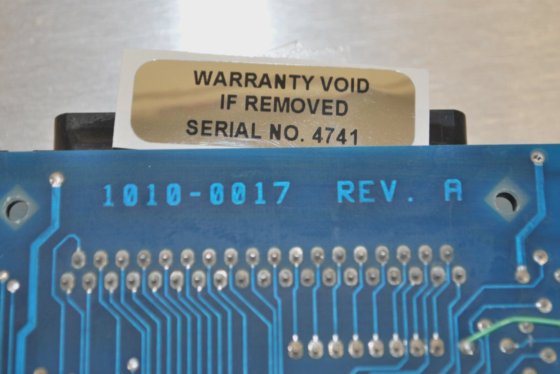 WARRANTY VOID
IF REMOVED
SERIAL NO. 4741
1010-0017 REV. A